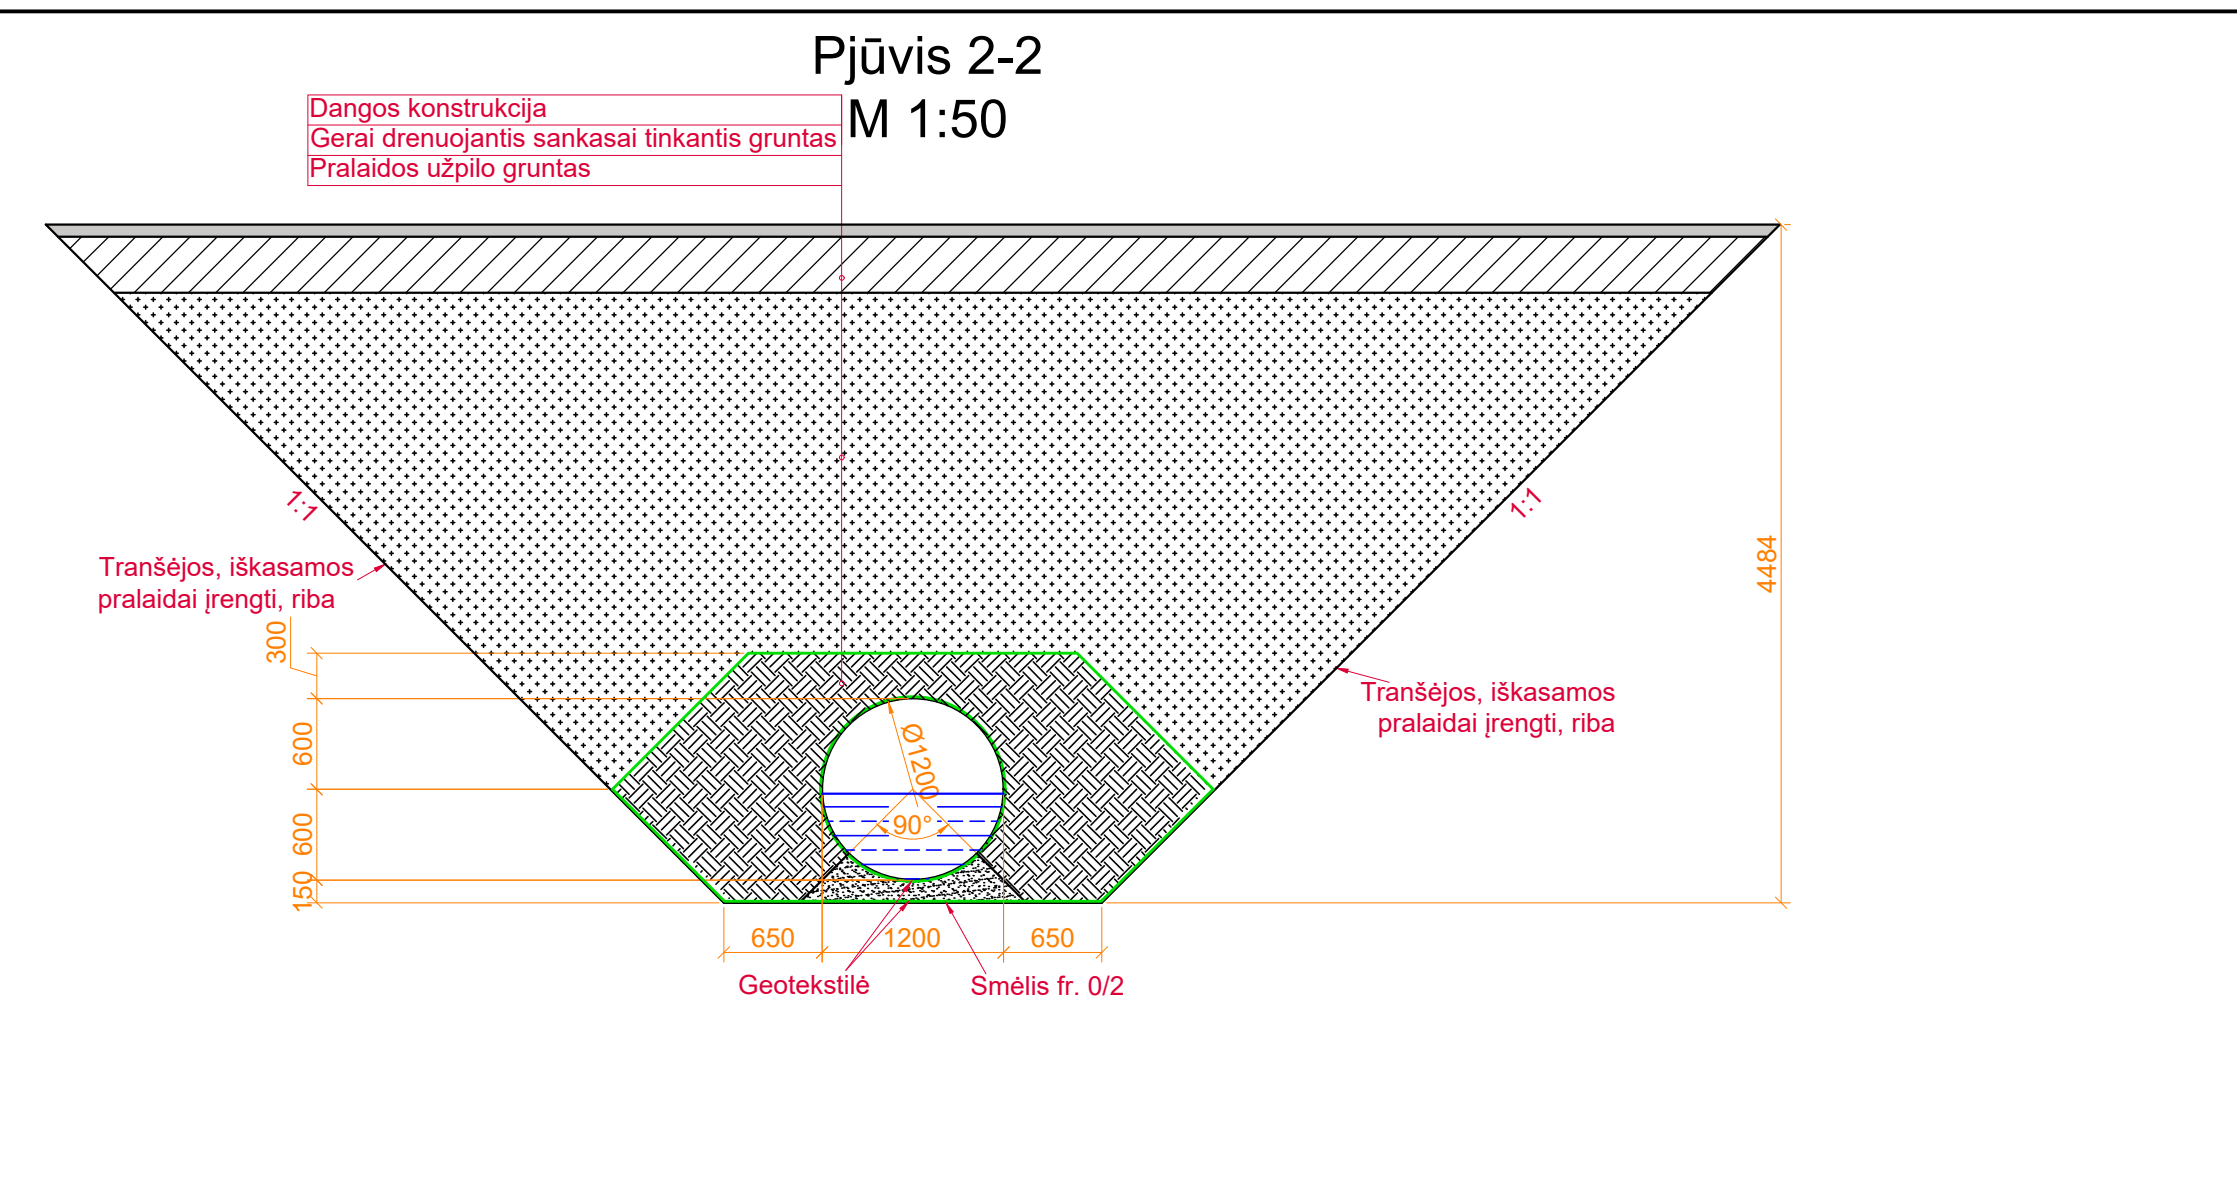 Pjūvis 2-2
M 1:50
Dangos konstrukcija
Gerai drenuojantis sankasai tinkantis gruntas
Pralaidos užpilo gruntas
1:1
1:1
Tranšėjos, iškasamos
pralaidai įrengti, riba
4484
300
600
600
150
Tranšėjos, iškasamos
pralaidai įrengti, riba
Ø1200
90°
650
1200
650
Geotekstilė
Smėlis fr. 0/2